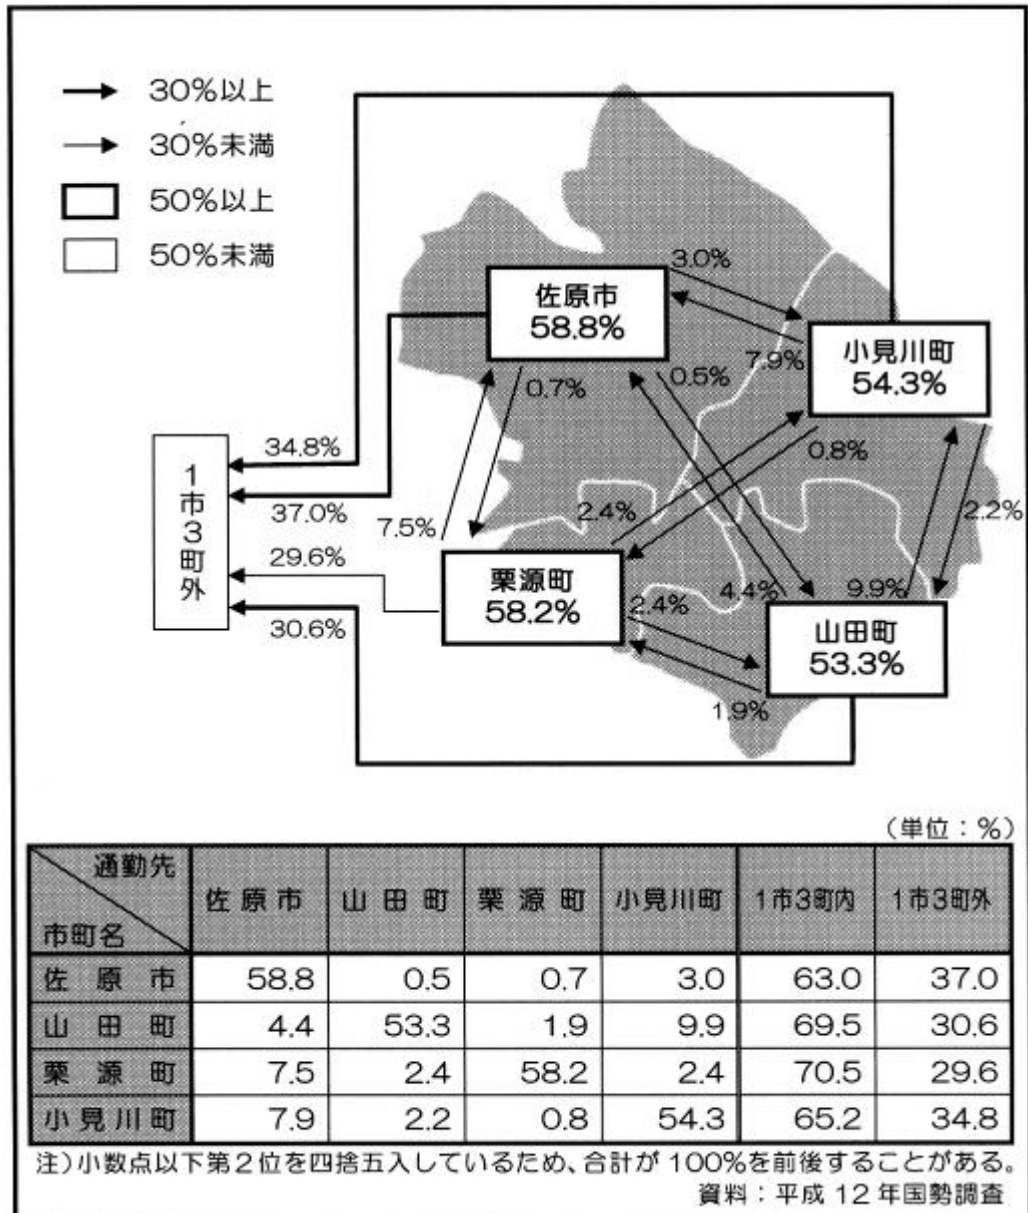 30%以上
30%未満
50%以上
50%未満
3.0%
佐原市
58.8%
小見川町
54.3%
7.9%
0.7%
0.5%
0.8%
34.8%
1市3町外
37.0%
7.5%
2.4%
2.2%
29.6%
栗源町
58.2%
2.4%
4.4%
9.9%
30.6%
山田町
53.3%
1.9%
(単位:%)
通勤先
市町名
佐原市 山田町 栗源町 小見川町 1市3町内 1市3町外
佐原市 58.8 0.5 0.7 3.0 63.0 37.0
山田町 4.4 53.3 1.9 9.9 69.5 30.6
栗源町 7.5 2.4 58.2 2.4 70.5 29.6
小見川町 7.9 2.2 0.8 54.3 65.2 34.8
注)小数点以下第2位を四捨五入しているため、合計が100%を前後することがある。
資料:平成12年国勢調査